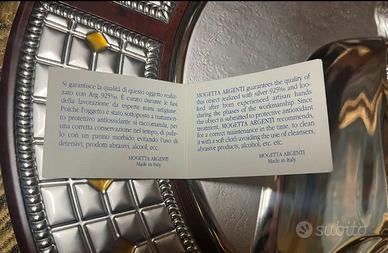 Si garantisce la qualità di questo oggetto realiz-
zato con Arg. 925‰. È curato durante le fasi
della lavorazione da esperte mani artigiane.
Poiché l'oggetto è stato sottoposto a trattamen-
to protettivo antiossidante si raccomanda, per
una corretta conservazione nel tempo, di pulir-
lo con un panno morbido evitando l'uso di
detersivi, prodotti abrasivi, alcool, ecc.
MOGETTA ARGENTI
Made in Italy
MOGETTA ARGENTI guarantees the quality of
this object realized with silver 925‰ and loo-
ked after from experienced artisan hands
during the phases of the workmanship. Since
the object is submitted to protective antioxidant
treatment, MOGETTA ARGENTI recommends,
for a correct maintenance in the time, to clean
it with a soft cloth avoiding the use of cleansers,
abrasive products, alcohol, etc. etc.
MOGETTA ARGENTI
Made in Italy
subito